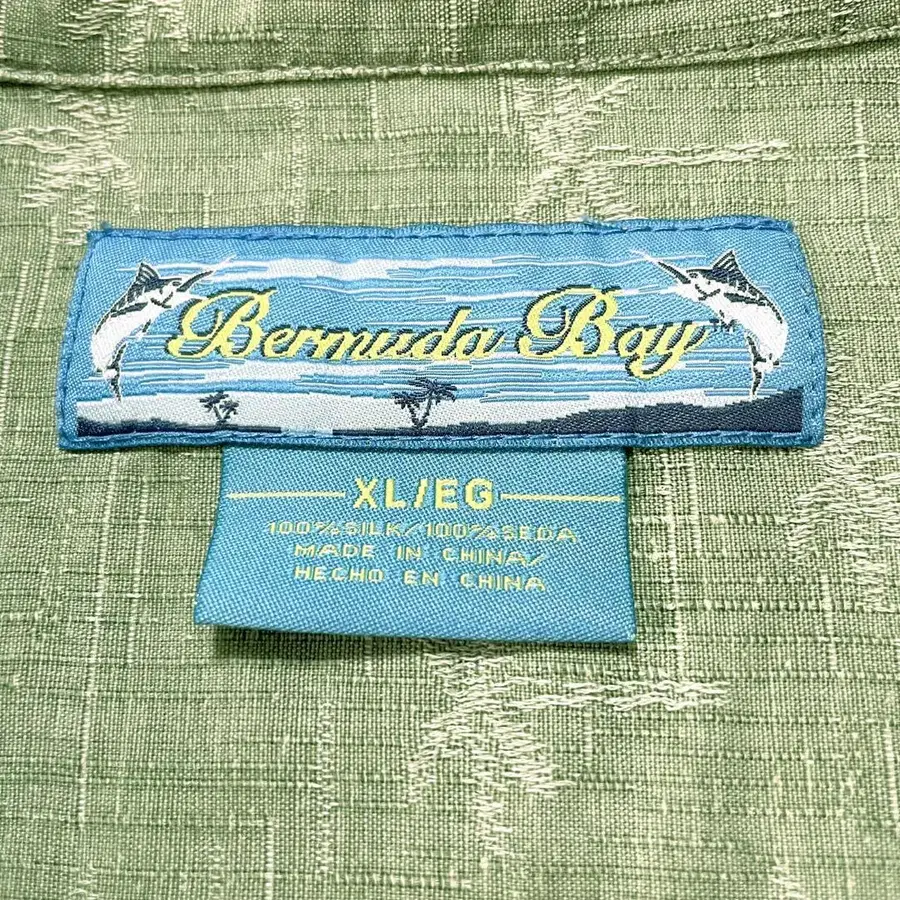 Bermuda Bay™
XL/EG
100%SILK/100%SEDA
MADE IN CHINA/
HECHO EN CHINA